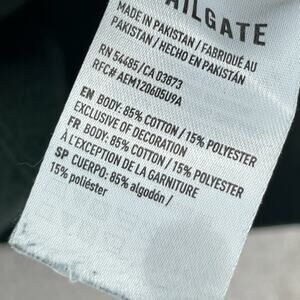 AILGATE
MADE IN PAKISTAN / FABRIQUÉ AU
PAKISTAN / HECHO EN PAKISTÁN
RN 54485/CA 03873
RFC# AEM120605U9A
EN BODY: 85% COTTON / 15% POLYESTER
EXCLUSIVE OF DECORATION
FR BODY: 85% COTTON / 15% POLYESTER
À L'EXCEPTION DE LA GARNITURE
SP CUERPO: 85% algodón /
15% poliéster